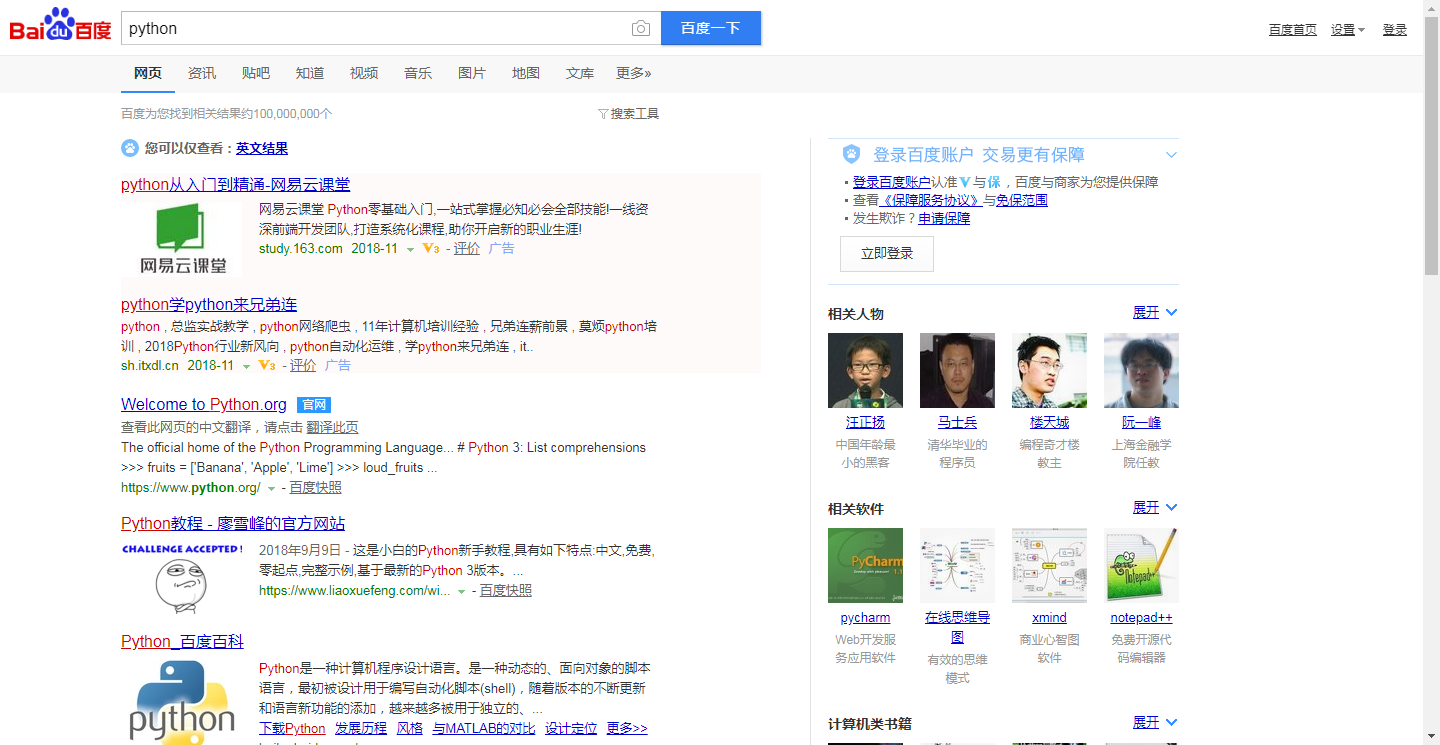 Bai du 百度
python
百度一下
百度首页 设置 登录
网页 资讯 贴吧 知道 视频 音乐 图片 地图 文库 更多»
百度为您找到相关结果约100,000,000个
搜索工具
您可以仅查看：英文结果
python从入门到精通-网易云课堂
网易云课堂
网易云课堂 Python零基础入门,一站式掌握必知必会全部技能!一线资
深前端开发团队,打造系统化课程,助你开启新的职业生涯!
study.163.com 2018-11 V3 - 评价 广告
python学python来兄弟连
python , 总监实战教学 , python网络爬虫 , 11年计算机培训经验 , 兄弟连薪前景 , 莫烦python培
训 , 2018Python行业新风向 , python自动化运维 , 学python来兄弟连 , it..
sh.itxdl.cn 2018-11 V3 - 评价 广告
Welcome to Python.org 官网
查看此网页的中文翻译，请点击 翻译此页
The official home of the Python Programming Language... # Python 3: List comprehensions
>>> fruits = ['Banana', 'Apple', 'Lime'] >>> loud_fruits ...
https://www.python.org/ - 百度快照
Python教程 - 廖雪峰的官方网站
CHALLENGE ACCEPTED!
2018年9月9日 - 这是小白的Python新手教程,具有如下特点:中文,免费,
零起点,完整示例,基于最新的Python 3版本。...
https://www.liaoxuefeng.com/wi... - 百度快照
Python_百度百科
python
Python是一种计算机程序设计语言。是一种动态的、面向对象的脚本
语言，最初被设计用于编写自动化脚本(shell)，随着版本的不断更新
和语言新功能的添加，越来越多被用于独立的、...
下载Python 发展历程 风格 与MATLAB的对比 设计定位 更多>>
登录百度账户 交易更有保障
▪ 登录百度账户认准V与保，百度与商家为您提供保障
▪ 查看《保障服务协议》与免保范围
▪ 发生欺诈？申请保障
立即登录
相关人物 展开
汪正扬 马士兵 楼天城 阮一峰
中国年龄最 清华毕业的 编程奇才楼 上海金融学
小的黑客 程序员 教主 院任教
相关软件 展开
PyCharm
notepad++
pycharm 在线思维导 xmind notepad++
图
Web开发服 有效的思维 商业心智图 免费开源代
务应用软件 模式 软件 码编辑器
计算机类书籍 展开